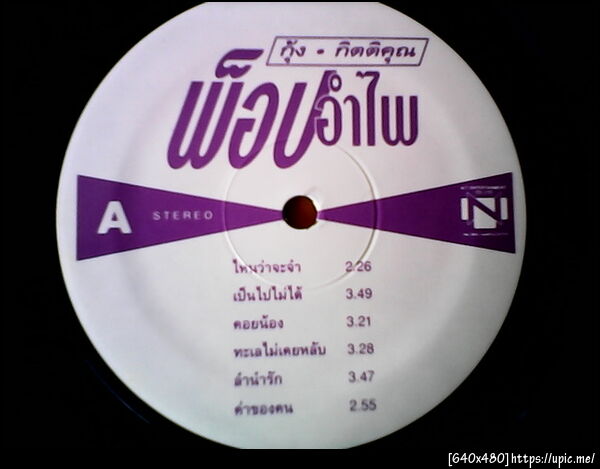 กุ้ง • กิตติคุณ
พ็อปอำไพ
A STEREO
N
ไหนว่าจะจำ 2.26
เป็นไปไม่ได้ 3.49
คอยน้อง 3.21
ทะเลไม่เคยหลับ 3.28
ลำนำรัก 3.47
ค่าของคน 2.55
[640x480]https://upic.me/